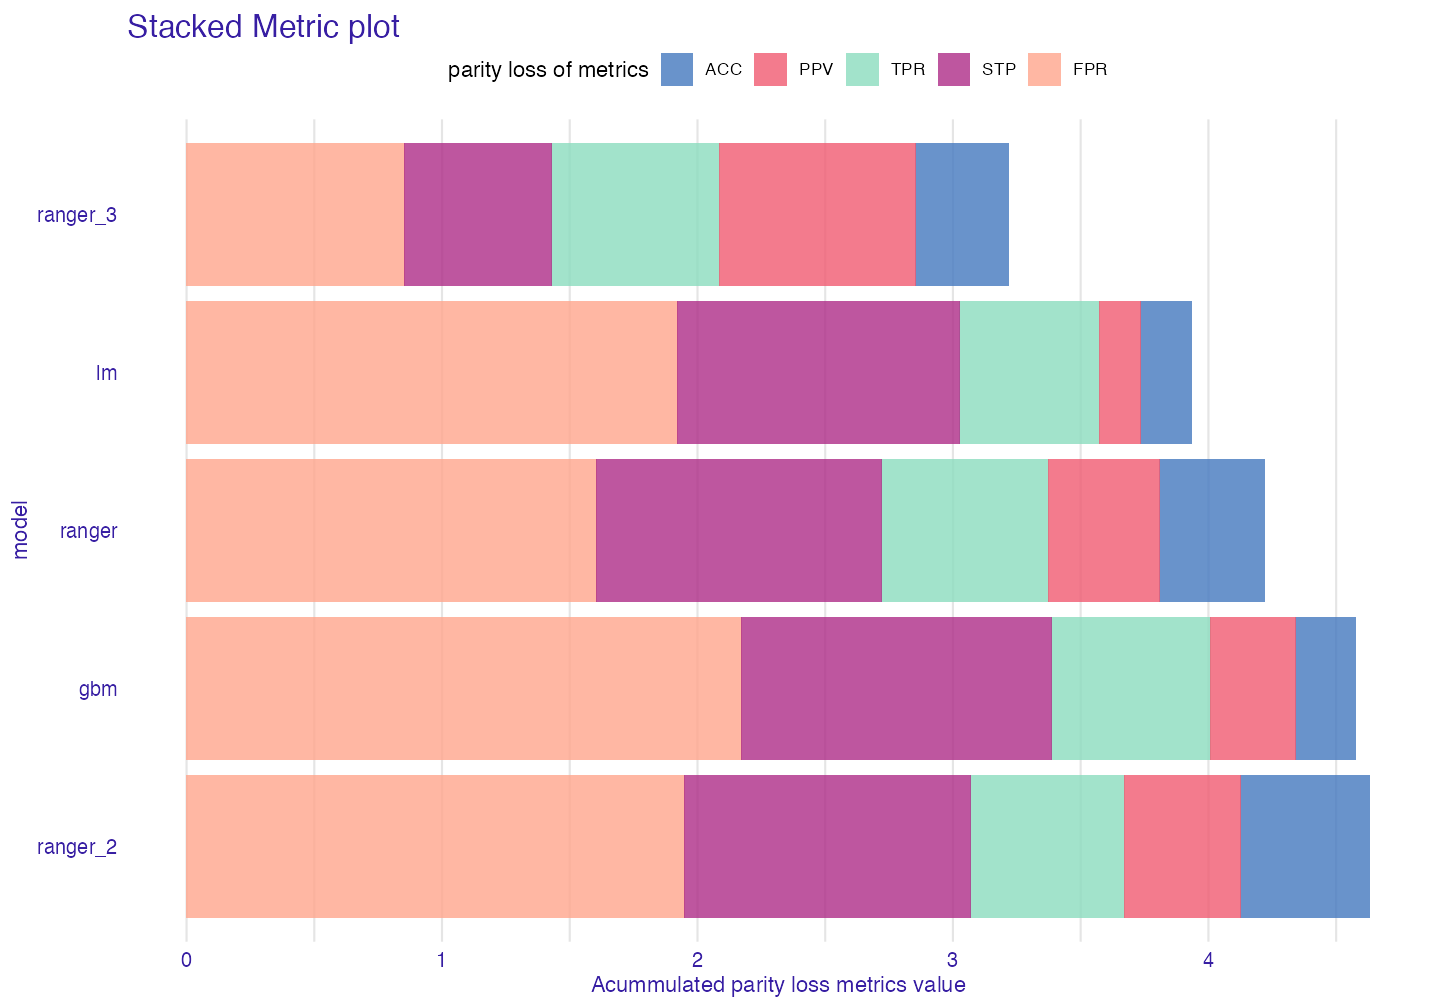 Stacked Metric plot
parity loss of metrics ACC PPV TPR STP FPR
ranger_3
lm
ranger
gbm
ranger_2
model
0 1 2 3 4
Acummulated parity loss metrics value